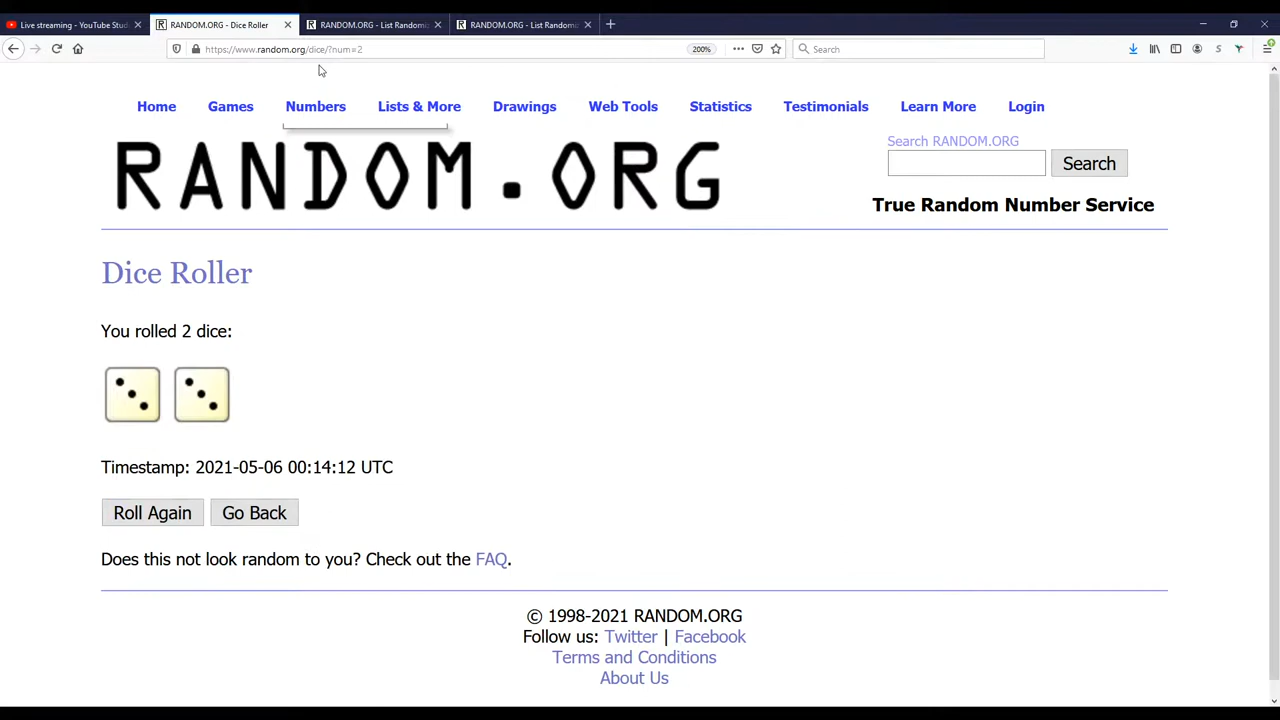 Live streaming - YouTube Stud
RANDOM.ORG - Dice Roller
RANDOM.ORG - List Randomiz
RANDOM.ORG - List Randomiz
https://www.random.org/dice/?num=2
200%
Search
Home Games Numbers Lists & More Drawings Web Tools Statistics Testimonials Learn More Login
RANDOM.ORG
Search RANDOM.ORG
Search
True Random Number Service
Dice Roller
You rolled 2 dice:
Timestamp: 2021-05-06 00:14:12 UTC
Roll Again Go Back
Does this not look random to you? Check out the FAQ.
© 1998-2021 RANDOM.ORG
Follow us: Twitter | Facebook
Terms and Conditions
About Us